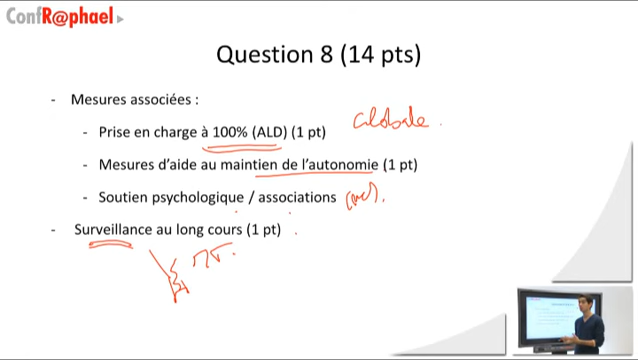 ConfR@phael
Question 8 (14 pts)
- Mesures associées :
- Prise en charge à 100% (ALD) (1 pt) Globale
- Mesures d'aide au maintien de l'autonomie (1 pt)
- Soutien psychologique / associations
- Surveillance au long cours (1 pt)